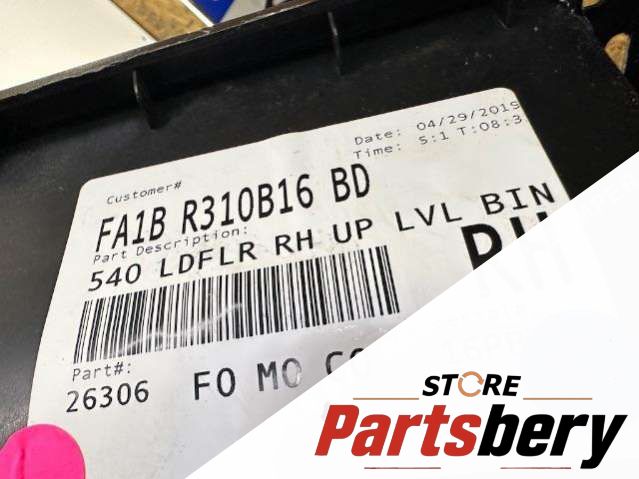 Date: 04/29/2019
Time: S:1 T:08:3
Customer#
FA1B R310B16 BD
Part Description:
540 LDFLR RH UP LVL BIN
Part#:
26306 FO MO CO
STORE
Partsbery